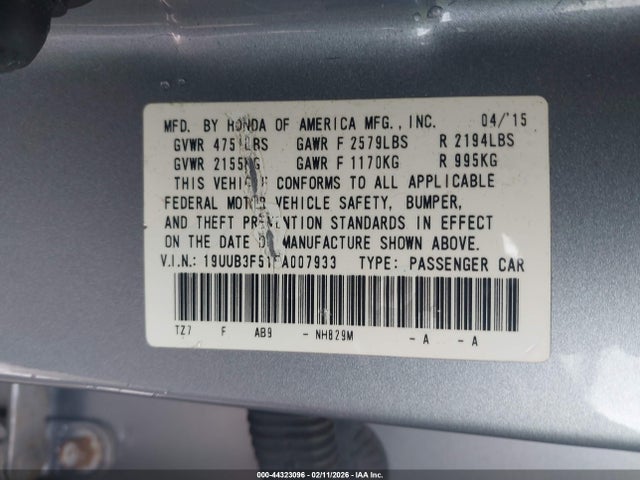 MFD. BY HONDA OF AMERICA MFG., INC. 04/'15
GVWR LBS GAWR F 2579LBS R 2194LBS
GVWR 2155KG GAWR F 1170KG R 995KG
THIS VEHICLE CONFORMS TO ALL APPLICABLE
FEDERAL MOTOR VEHICLE SAFETY, BUMPER,
AND THEFT PREVENTION STANDARDS IN EFFECT
ON THE DATE OF MANUFACTURE SHOWN ABOVE.
V.I.N.: TYPE: PASSENGER CAR
TZ7 F AB9 - NH829M - A - A
000-44323096 - 02/11/2026 - IAA Inc.